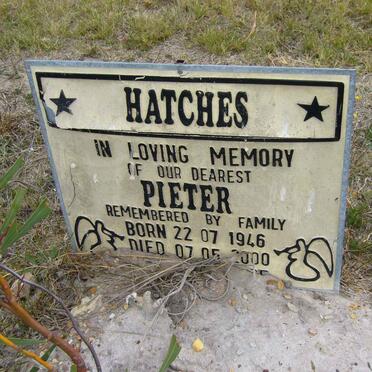 HATCHES
IN LOVING MEMORY
OF OUR DEAREST
PIETER
REMEMBERED BY FAMILY
BORN 22 07 1946
DIED 07 05 2000